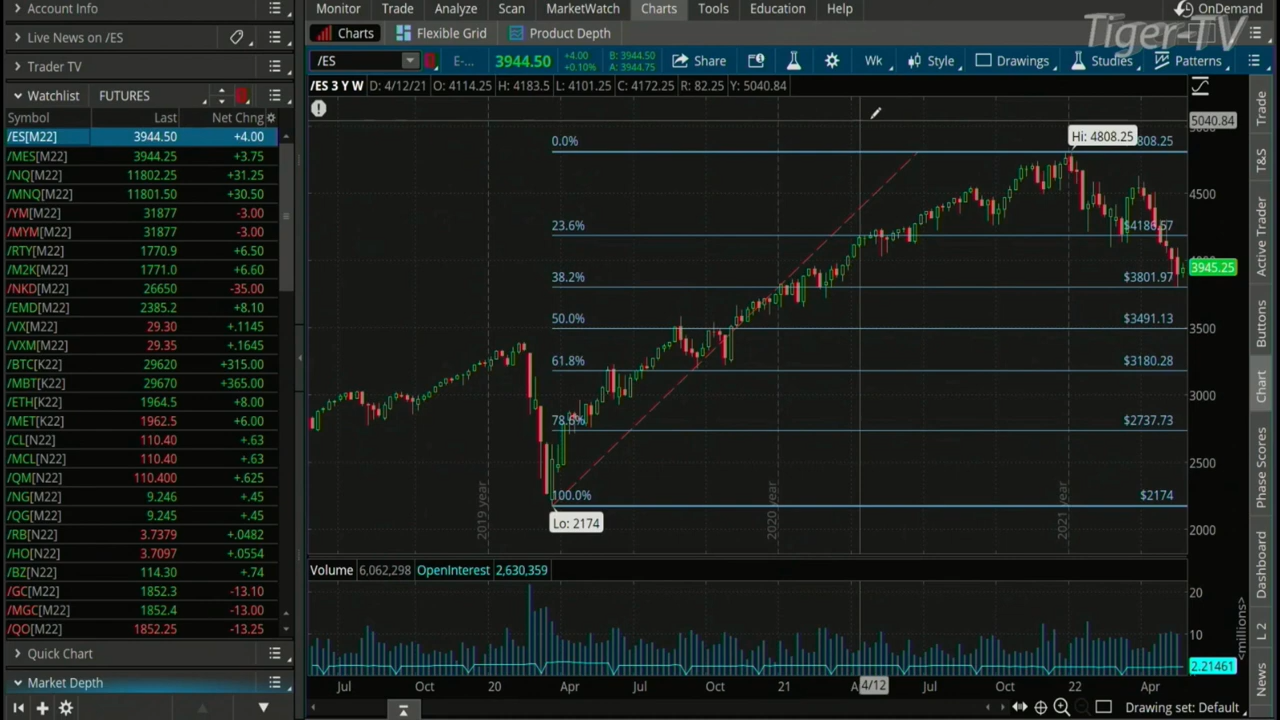 Account Info
Monitor Trade Analyze Scan MarketWatch Charts Tools Education Help
OnDemand
Tiger-TV
Live News on /ES
Charts Flexible Grid Product Depth
Trader TV
/ES E-... 3944.50 +4.00 +0.10% B: 3944.50 A: 3944.75 Share Wk Style Drawings Studies Patterns
Watchlist FUTURES
/ES 3 Y W D: 4/12/21 O: 4114.25 H: 4183.5 L: 4101.25 C: 4172.25 R: 82.25 Y: 5040.84
Symbol Last Net Chng
/ES[M22] 3944.50 +4.00
/MES[M22] 3944.25 +3.75
/NQ[M22] 11802.25 +31.25
/MNQ[M22] 11801.50 +30.50
/YM[M22] 31877 -3.00
/MYM[M22] 31877 -3.00
/RTY[M22] 1770.9 +6.50
/M2K[M22] 1771.0 +6.60
/NKD[M22] 26650 -35.00
/EMD[M22] 2385.2 +8.10
/VX[M22] 29.30 +.1145
/VXM[M22] 29.35 +.1645
/BTC[K22] 29620 +315.00
/MBT[K22] 29670 +365.00
/ETH[K22] 1964.5 +8.00
/MET[K22] 1962.5 +6.00
/CL[N22] 110.40 +.63
/MCL[N22] 110.40 +.63
/QM[N22] 110.400 +.625
/NG[M22] 9.246 +.45
/QG[M22] 9.245 +.45
/RB[N22] 3.7379 +.0482
/HO[N22] 3.7097 +.0554
/BZ[N22] 114.30 +.74
/GC[M22] 1852.3 -13.10
/MGC[M22] 1852.4 -13.00
/QO[M22] 1852.25 -13.25
Quick Chart
Market Depth
5040.84
Hi: 4808.25
0.0% 808.25
4500
23.6% $4186.57
3945.25
38.2% $3801.97
50.0% $3491.13
3500
61.8% $3180.28
3000
78.6% $2737.73
2500
100.0% $2174
Lo: 2174
2000
2019 year 2020 year 2021 year
Volume 6,062,298 OpenInterest 2,630,359
20
10
<millions>
2.21461
Jul Oct 20 Apr Jul Oct 21 A 4/12 Jul Oct 22 Apr
Drawing set: Default
Trade
T&S
Active Trader
Buttons
Chart
Phase Scores
Dashboard
L 2
News